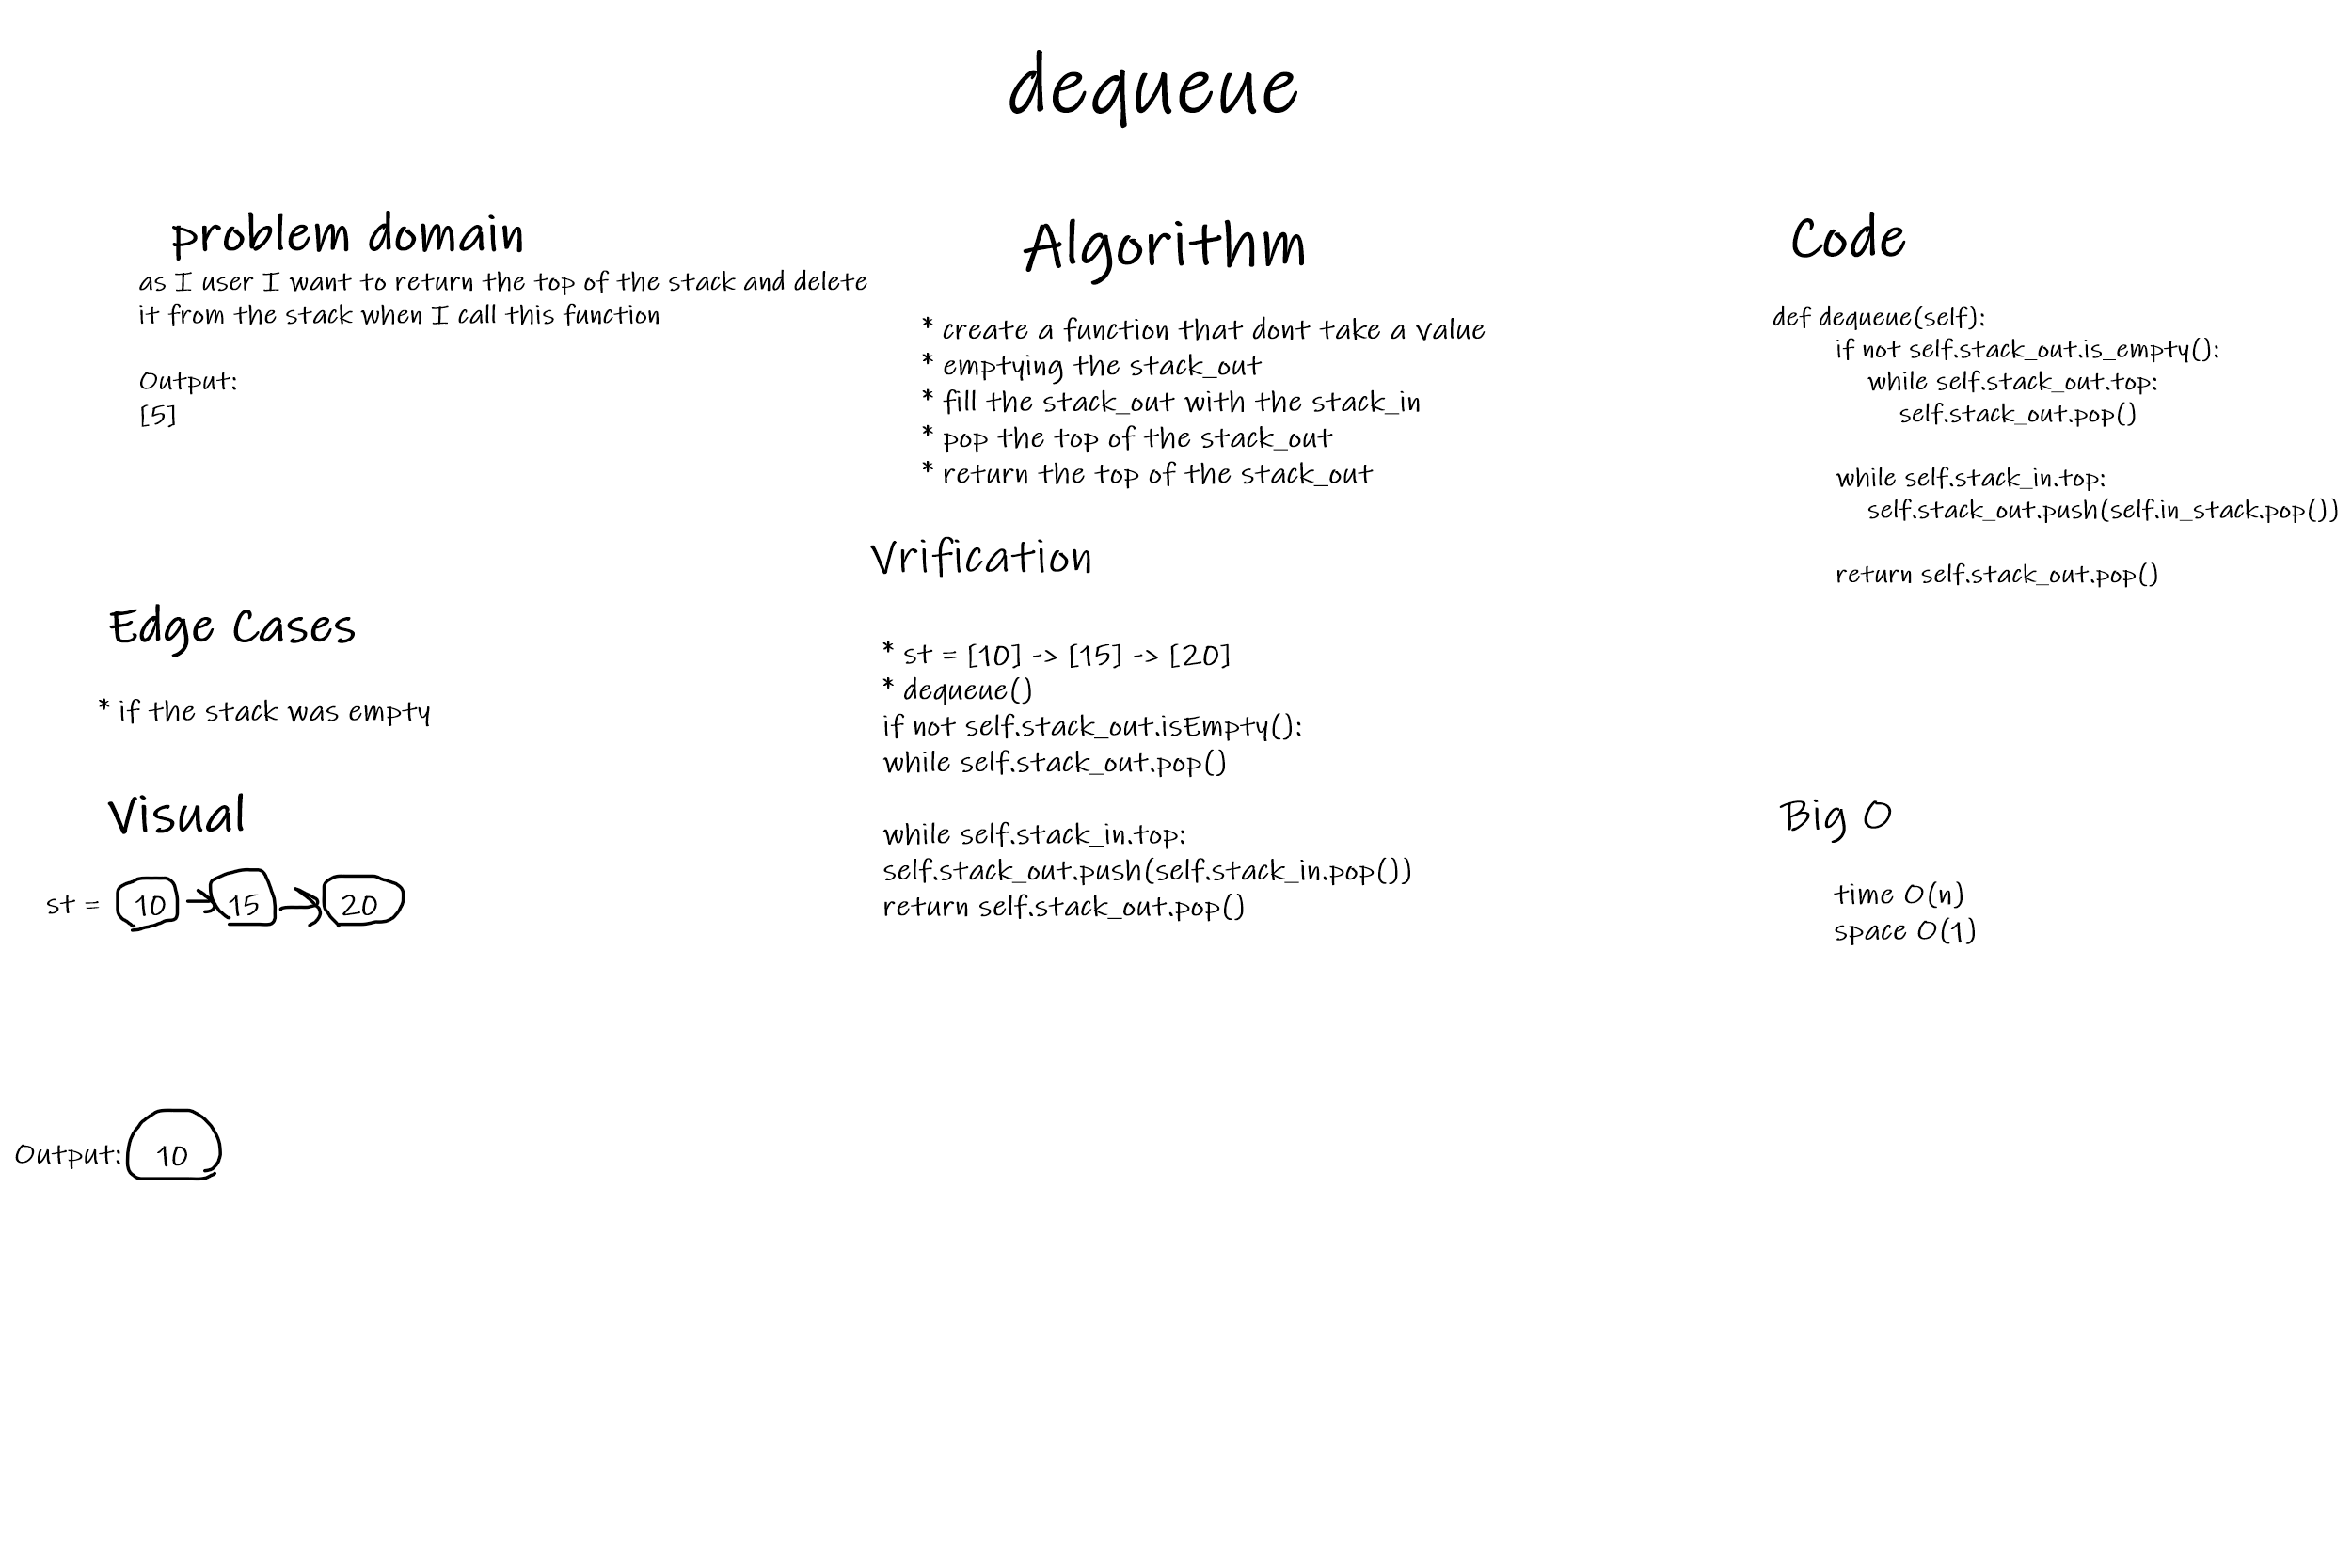 dequeue
problem domain
as I user I want to return the top of the stack and delete
it from the stack when I call this function
Output:
[5]
Edge Cases
* if the stack was empty
Visual
st =
10
15
20
Output:
10
Algorithm
* create a function that dont take a value
* emptying the stack_out
* fill the stack_out with the stack_in
* pop the top of the stack_out
* return the top of the stack_out
Vrification
* st = [10] -> [15] -> [20]
* dequeue()
if not self.stack_out.isEmpty():
while self.stack_out.pop()
while self.stack_in.top:
self.stack_out.push(self.stack_in.pop())
return self.stack_out.pop()
Code
def dequeue(self):
if not self.stack_out.is_empty():
while self.stack_out.top:
self.stack_out.pop()
while self.stack_in.top:
self.stack_out.push(self.in_stack.pop())
return self.stack_out.pop()
Big O
time O(n)
space O(1)